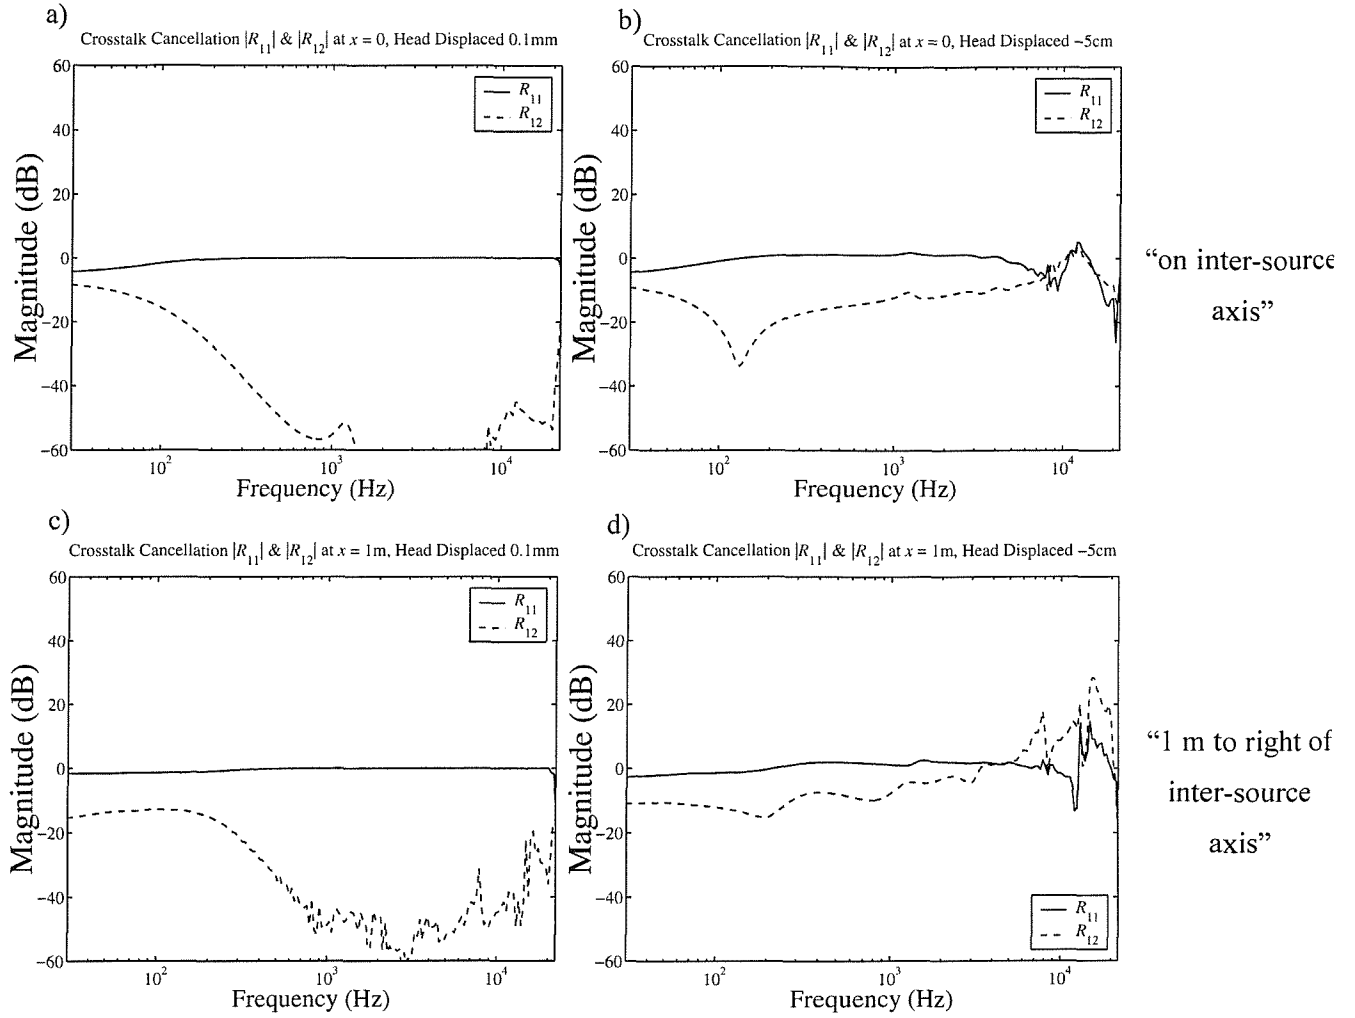 a)
Crosstalk Cancellation |R11| & |R12| at x = 0, Head Displaced 0.1mm
60
40
20
0
−20
−40
−60
Magnitude (dB)
R11
R12
10^2
10^3
10^4
Frequency (Hz)
b)
Crosstalk Cancellation |R11| & |R12| at x = 0, Head Displaced −5cm
60
40
20
0
−20
−40
−60
Magnitude (dB)
R11
R12
10^2
10^3
10^4
Frequency (Hz)
“on inter-source
axis”
c)
Crosstalk Cancellation |R11| & |R12| at x = 1m, Head Displaced 0.1mm
60
40
20
0
−20
−40
−60
Magnitude (dB)
R11
R12
10^2
10^3
10^4
Frequency (Hz)
d)
Crosstalk Cancellation |R11| & |R12| at x = 1m, Head Displaced −5cm
60
40
20
0
−20
−40
−60
Magnitude (dB)
R11
R12
10^2
10^3
10^4
Frequency (Hz)
“1 m to right of
inter-source
axis”